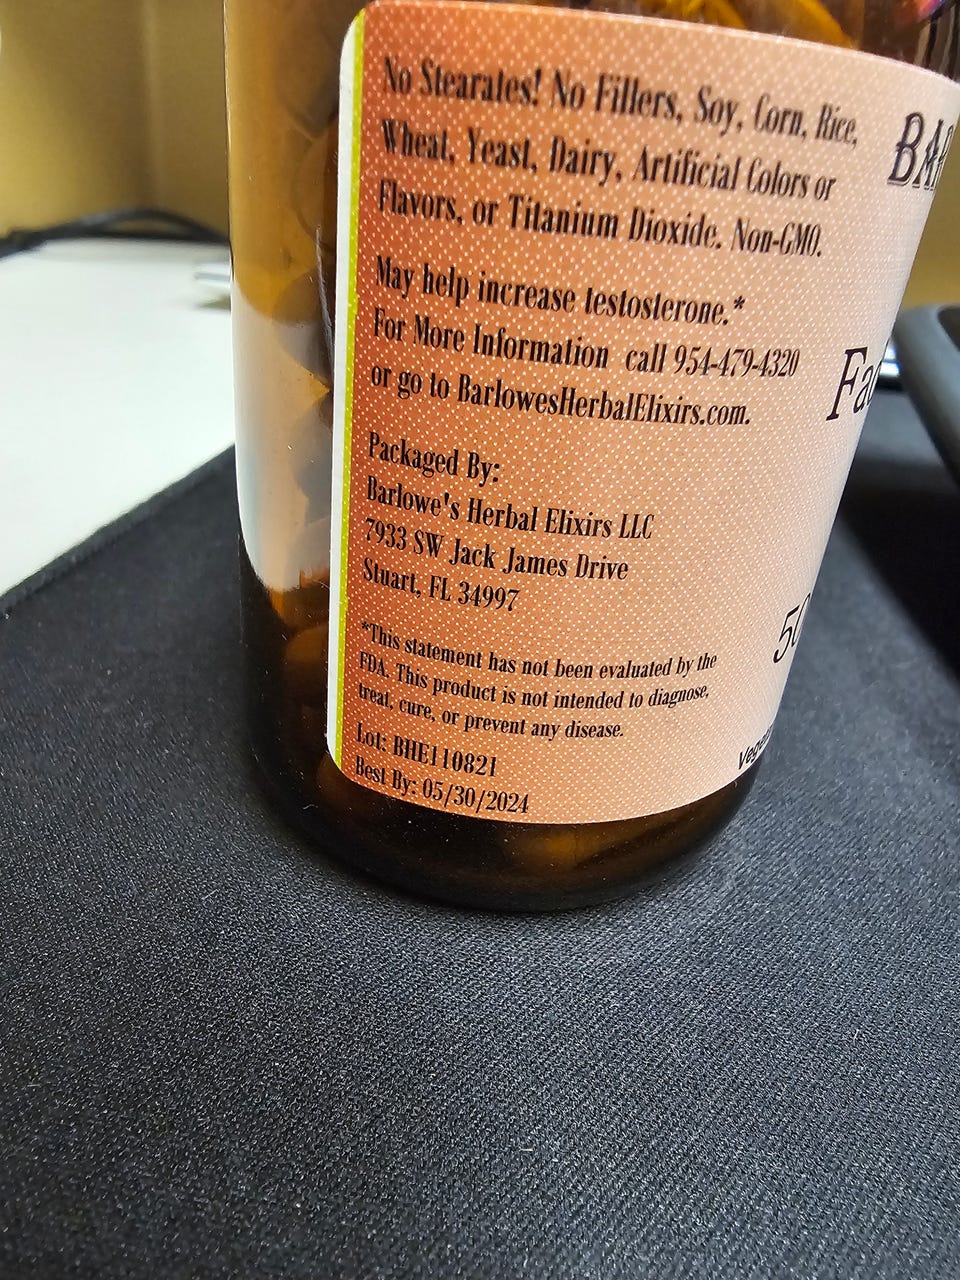 No Stearates! No Fillers, Soy, Corn, Rice,
Wheat, Yeast, Dairy, Artificial Colors or
Flavors, or Titanium Dioxide. Non-GMO.
May help increase testosterone.*
For More Information call 954-479-4320
or go to BarlowesHerbalElixirs.com.
Packaged By:
Barlowe's Herbal Elixirs LLC
7933 SW Jack James Drive
Stuart, FL 34997
*This statement has not been evaluated by the
FDA. This product is not intended to diagnose,
treat, cure, or prevent any disease.
Lot: BHE110821
Best By: 05/30/2024